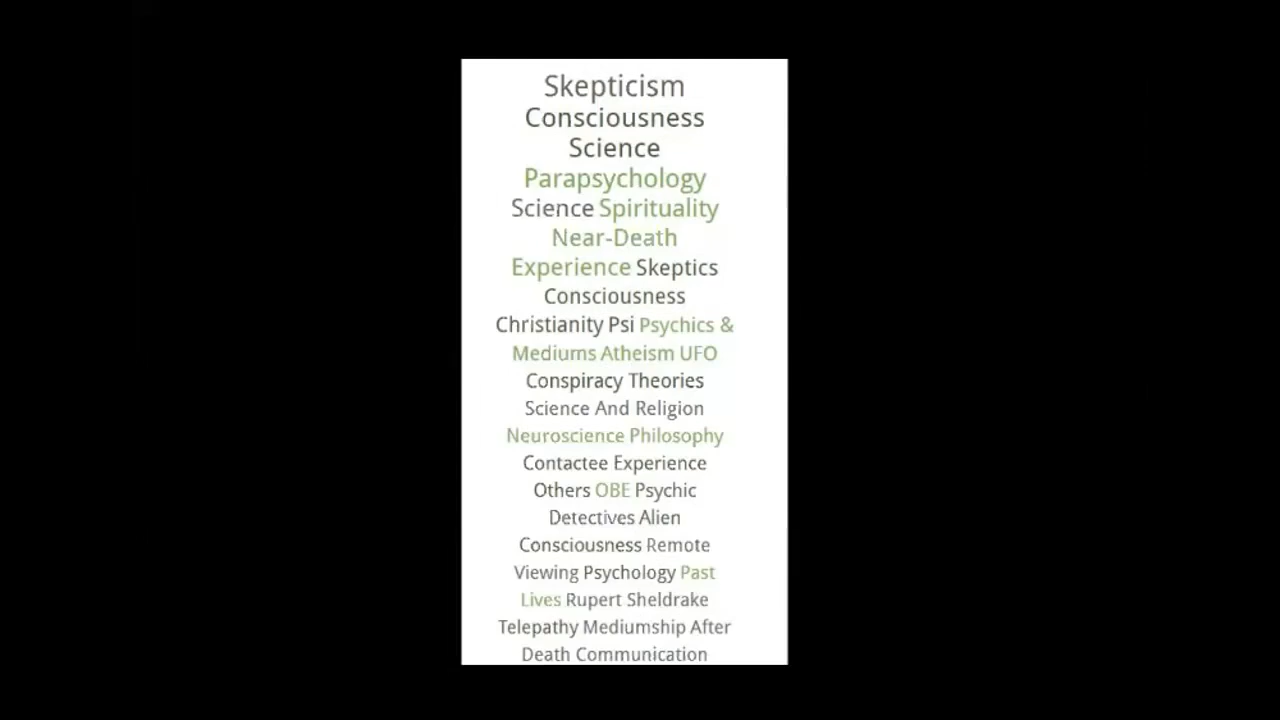 Skepticism
Consciousness
Science
Parapsychology
Science Spirituality
Near-Death
Experience Skeptics
Consciousness
Christianity Psi Psychics &
Mediums Atheism UFO
Conspiracy Theories
Science And Religion
Neuroscience Philosophy
Contactee Experience
Others OBE Psychic
Detectives Alien
Consciousness Remote
Viewing Psychology Past
Lives Rupert Sheldrake
Telepathy Mediumship After
Death Communication